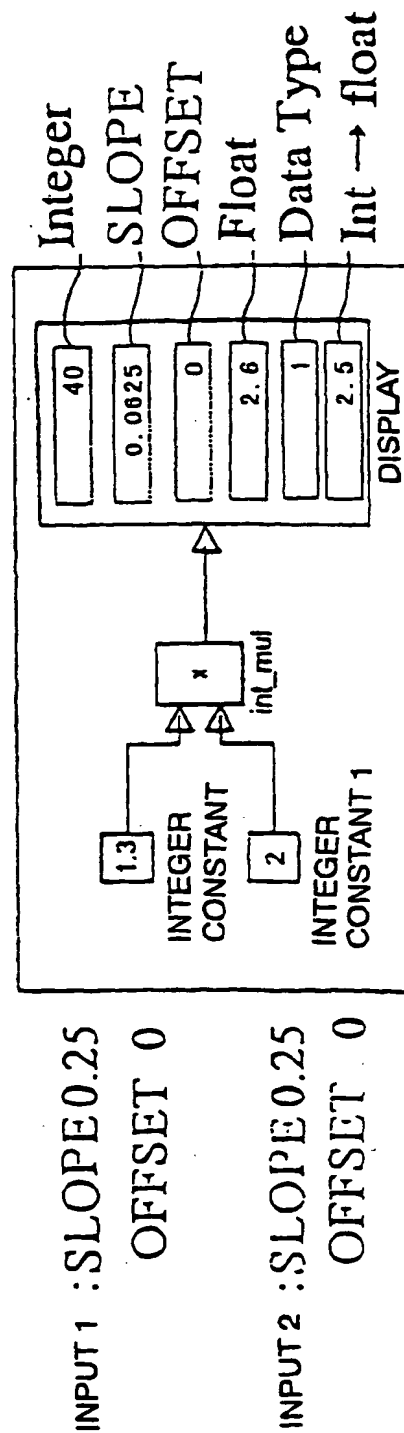 INPUT 1 ::SLOPE 0.25
OFFSET 0
INPUT 2 ::SLOPE 0.25
OFFSET 0
1.3
INTEGER
CONSTANT
2
INTEGER
CONSTANT 1
x
int_mul
40
0.0625
0
2.6
1
2.5
DISPLAY
Integer
SLOPE
OFFSET
Float
Data Type
Int → float